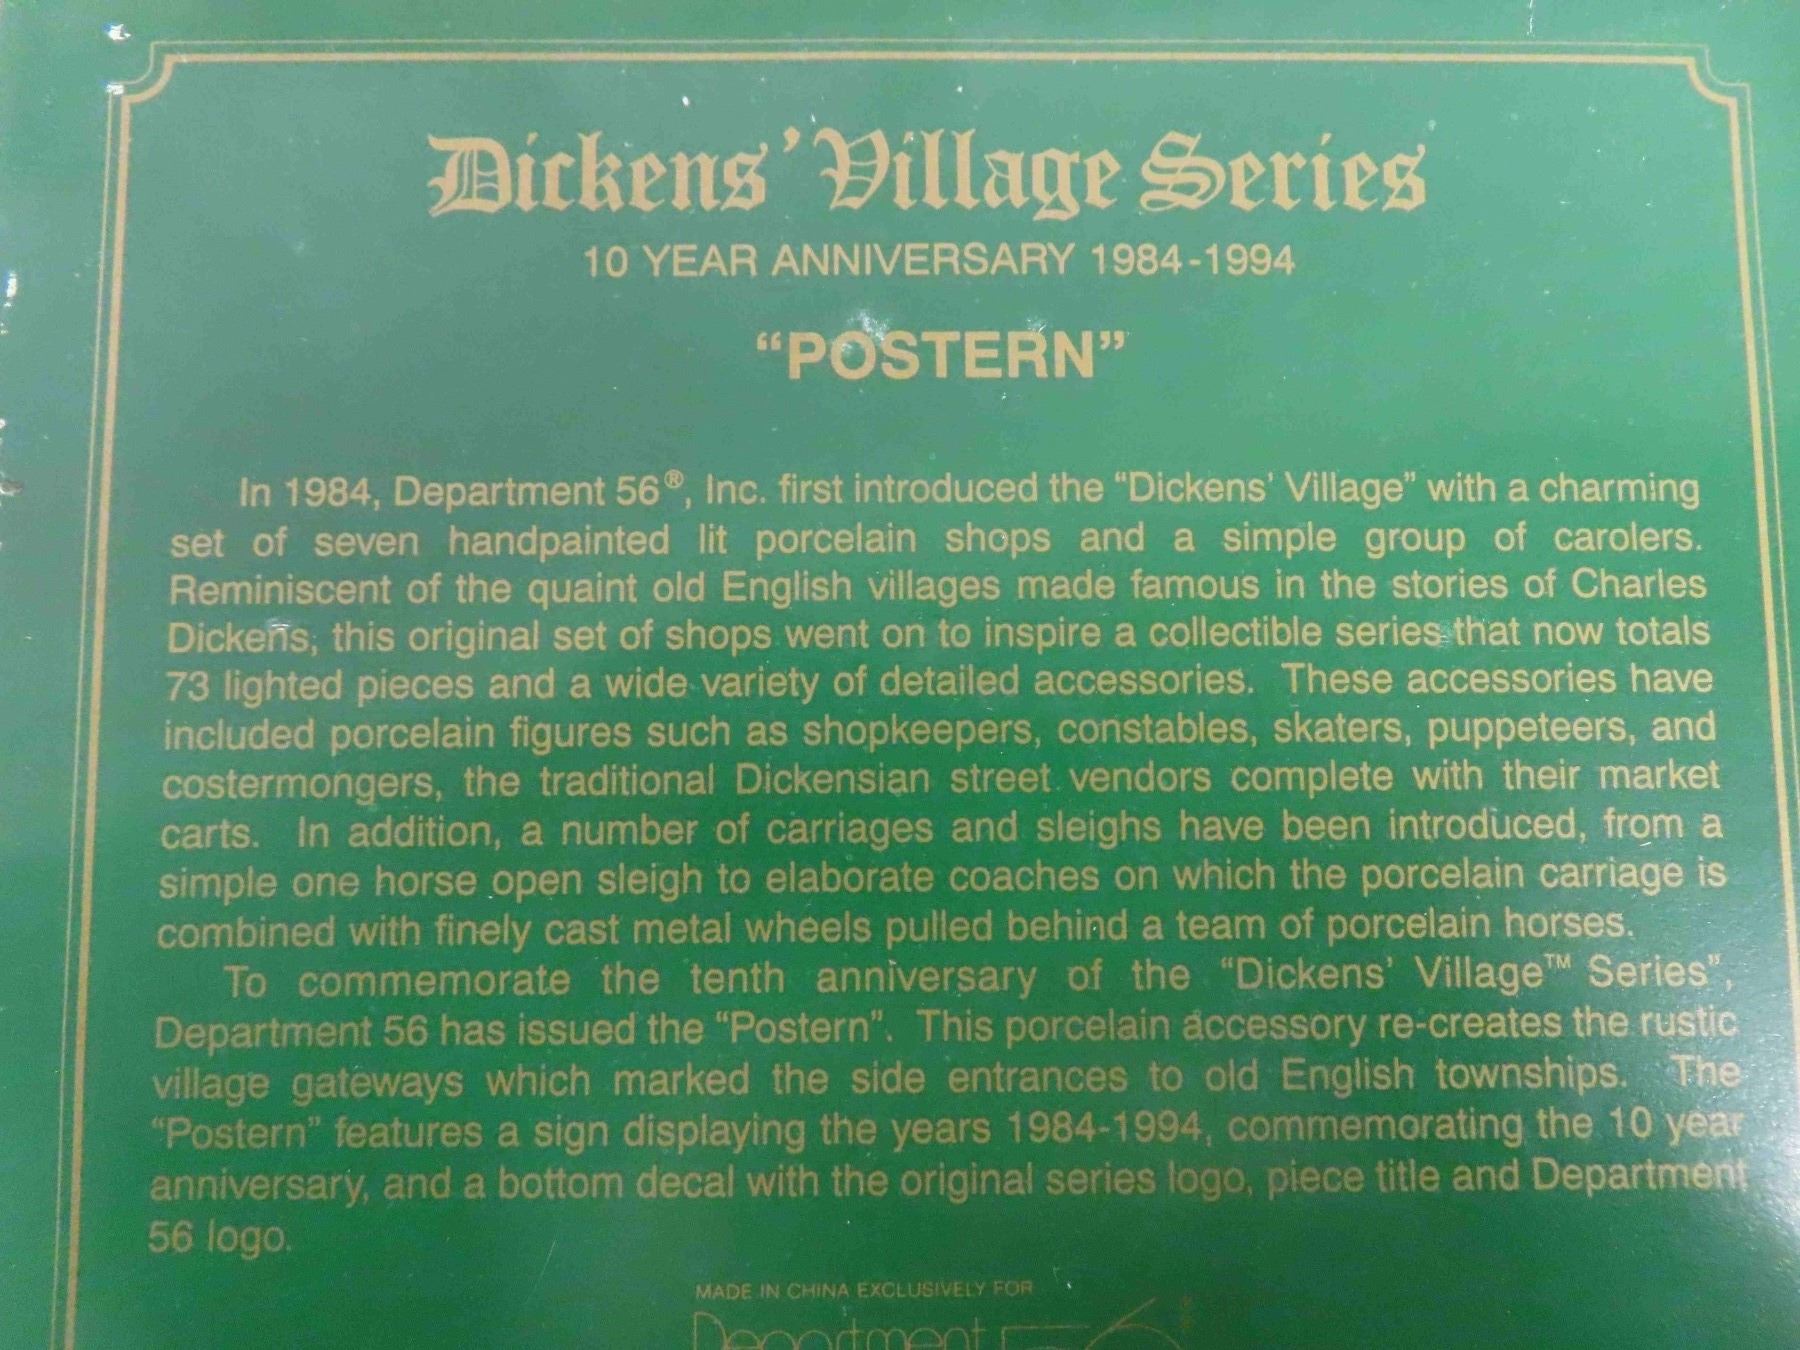 Dickens' Village Series
10 YEAR ANNIVERSARY 1984-1994
“POSTERN”
In 1984, Department 56®, Inc. first introduced the “Dickens' Village” with a charming
set of seven handpainted lit porcelain shops and a simple group of carolers.
Reminiscent of the quaint old English villages made famous in the stories of Charles
Dickens, this original set of shops went on to inspire a collectible series that now totals
73 lighted pieces and a wide variety of detailed accessories. These accessories have
included porcelain figures such as shopkeepers, constables, skaters, puppeteers, and
costermongers, the traditional Dickensian street vendors complete with their market
carts. In addition, a number of carriages and sleighs have been introduced, from a
simple one horse open sleigh to elaborate coaches on which the porcelain carriage is
combined with finely cast metal wheels pulled behind a team of porcelain horses.
To commemorate the tenth anniversary of the “Dickens' Village™ Series”,
Department 56 has issued the “Postern”. This porcelain accessory re-creates the rustic
village gateways which marked the side entrances to old English townships. The
“Postern” features a sign displaying the years 1984-1994, commemorating the 10 year
anniversary, and a bottom decal with the original series logo, piece title and Department
56 logo.
MADE IN CHINA EXCLUSIVELY FOR
Department 56